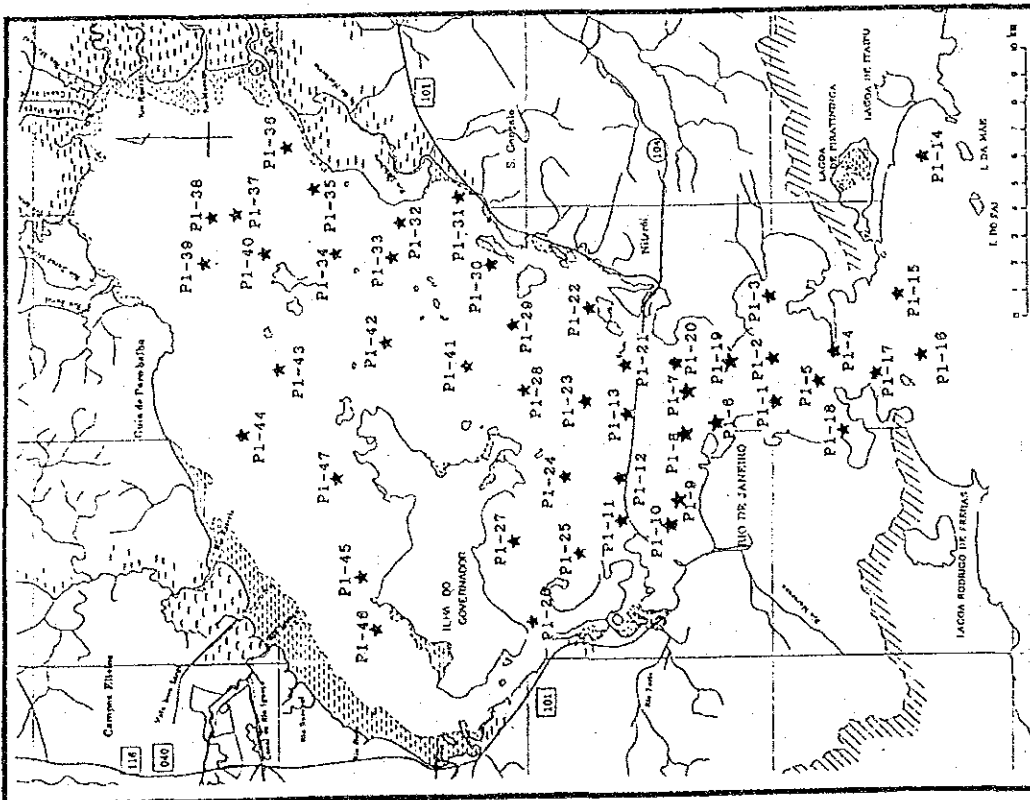 P1-36
P1-38
P1-39
P1-37
P1-40
P1-35
P1-34
P1-33
P1-32
P1-31
P1-30
P1-42
P1-43
P1-44
P1-41
P1-29
P1-22
P1-28
P1-23
P1-47
P1-24
P1-27
P1-25
P1-45
P1-46
P1-21
P1-13
P1-12
P1-11
P1-20
P1-7
P1-19
P1-8
P1-6
P1-9
P1-10
P1-3
P1-2
P1-1
P1-4
P1-5
P1-18
P1-17
P1-16
P1-15
P1-14
101
S. Gonçalo
104
Niterói
LAGOA
DE PIRATININGA
LAGOA DE ITAIPU
I. DA MÃE
I. DO PAI
ILHA DO
GOVERNADOR
RIO DE JANEIRO
LAGOA RODRIGO DE FREITAS
Campos Elíseos
116
040
101
0 1 2 3 4 5 6 7 8 9 10 km